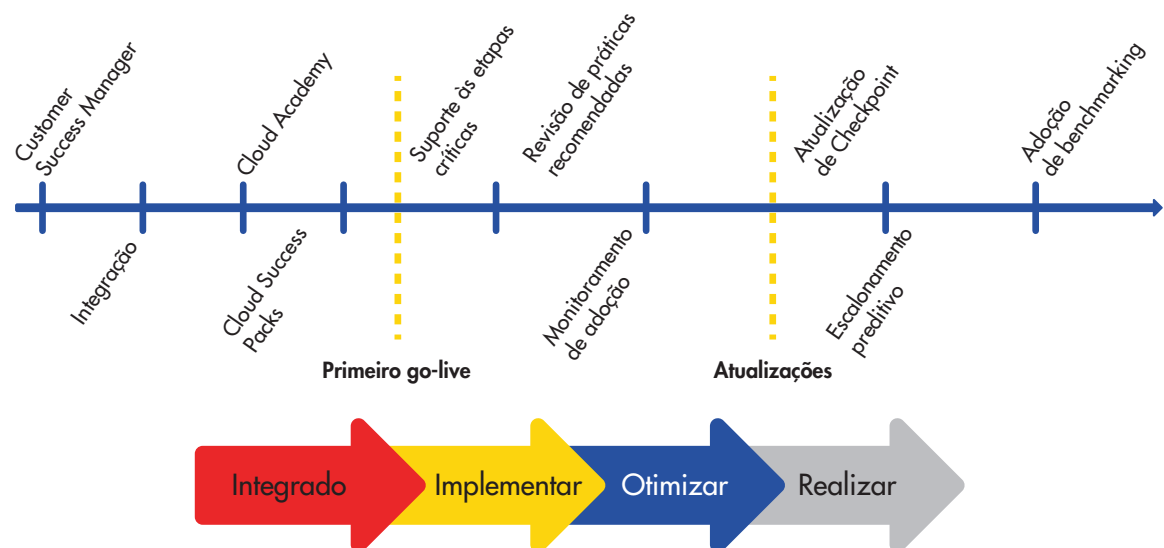 Customer
Success Manager
Integração
Cloud Academy
Cloud Success
Packs
Suporte às etapas
críticas
Revisão de práticas
recomendadas
Monitoramento
de adoção
Atualização
de Checkpoint
Escalonamento
preditivo
Adoção
de benchmarking
Primeiro go-live
Atualizações
Integrado
Implementar
Otimizar
Realizar